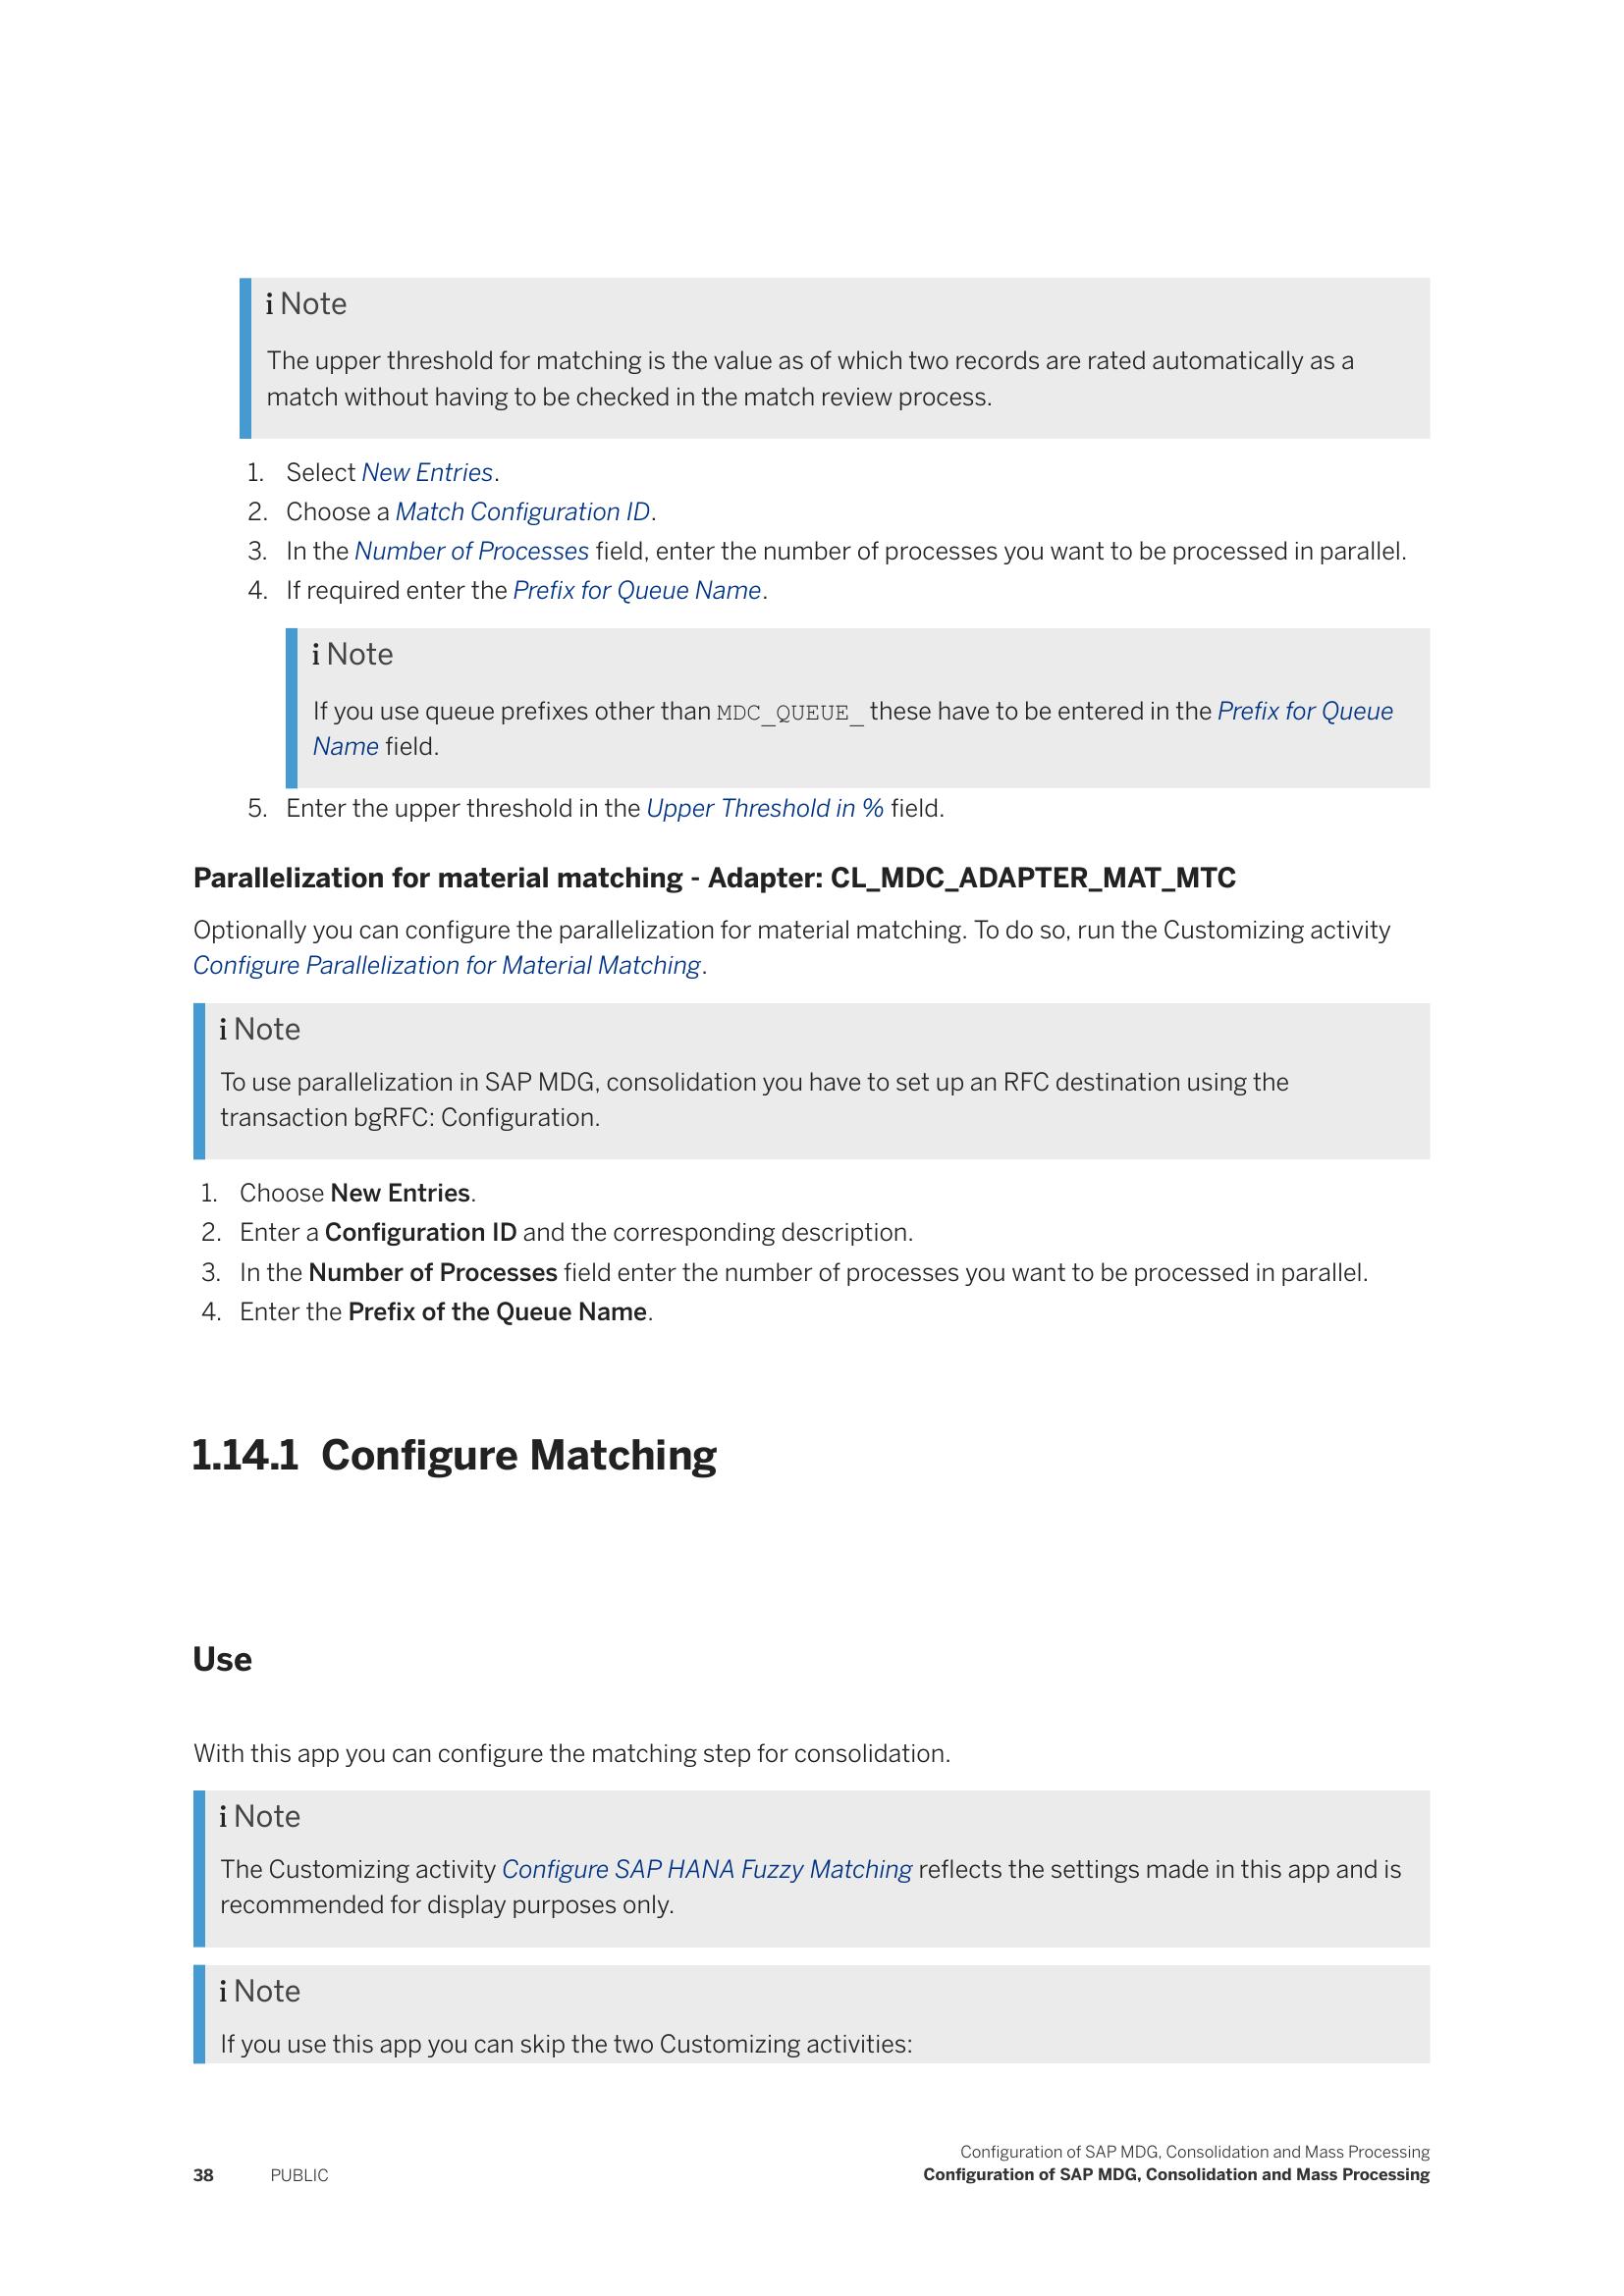 i Note
The upper threshold for matching is the value as of which two records are rated automatically as a
match without having to be checked in the match review process.
1. Select New Entries.
2. Choose a Match Configuration ID.
3. In the Number of Processes field, enter the number of processes you want to be processed in parallel.
4. If required enter the Prefix for Queue Name.
i Note
If you use queue prefixes other than MDC_QUEUE_ these have to be entered in the Prefix for Queue
Name field.
5. Enter the upper threshold in the Upper Threshold in % field.
Parallelization for material matching - Adapter: CL_MDC_ADAPTER_MAT_MTC
Optionally you can configure the parallelization for material matching. To do so, run the Customizing activity
Configure Parallelization for Material Matching.
i Note
To use parallelization in SAP MDG, consolidation you have to set up an RFC destination using the
transaction bgRFC: Configuration.
1. Choose New Entries.
2. Enter a Configuration ID and the corresponding description.
3. In the Number of Processes field enter the number of processes you want to be processed in parallel.
4. Enter the Prefix of the Queue Name.
1.14.1 Configure Matching
Use
With this app you can configure the matching step for consolidation.
i Note
The Customizing activity Configure SAP HANA Fuzzy Matching reflects the settings made in this app and is
recommended for display purposes only.
i Note
If you use this app you can skip the two Customizing activities:
Configuration of SAP MDG, Consolidation and Mass Processing
38 PUBLIC Configuration of SAP MDG, Consolidation and Mass Processing